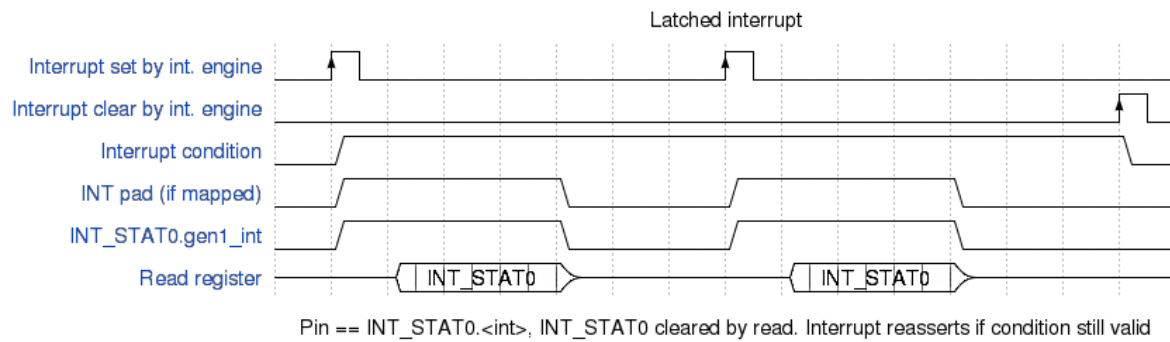 Latched interrupt
Interrupt set by int. engine
Interrupt clear by int. engine
Interrupt condition
INT pad (if mapped)
INT_STAT0.gen1_int
Read register
INT_STAT0
INT_STAT0
Pin == INT_STAT0.<int>, INT_STAT0 cleared by read. Interrupt reasserts if condition still valid